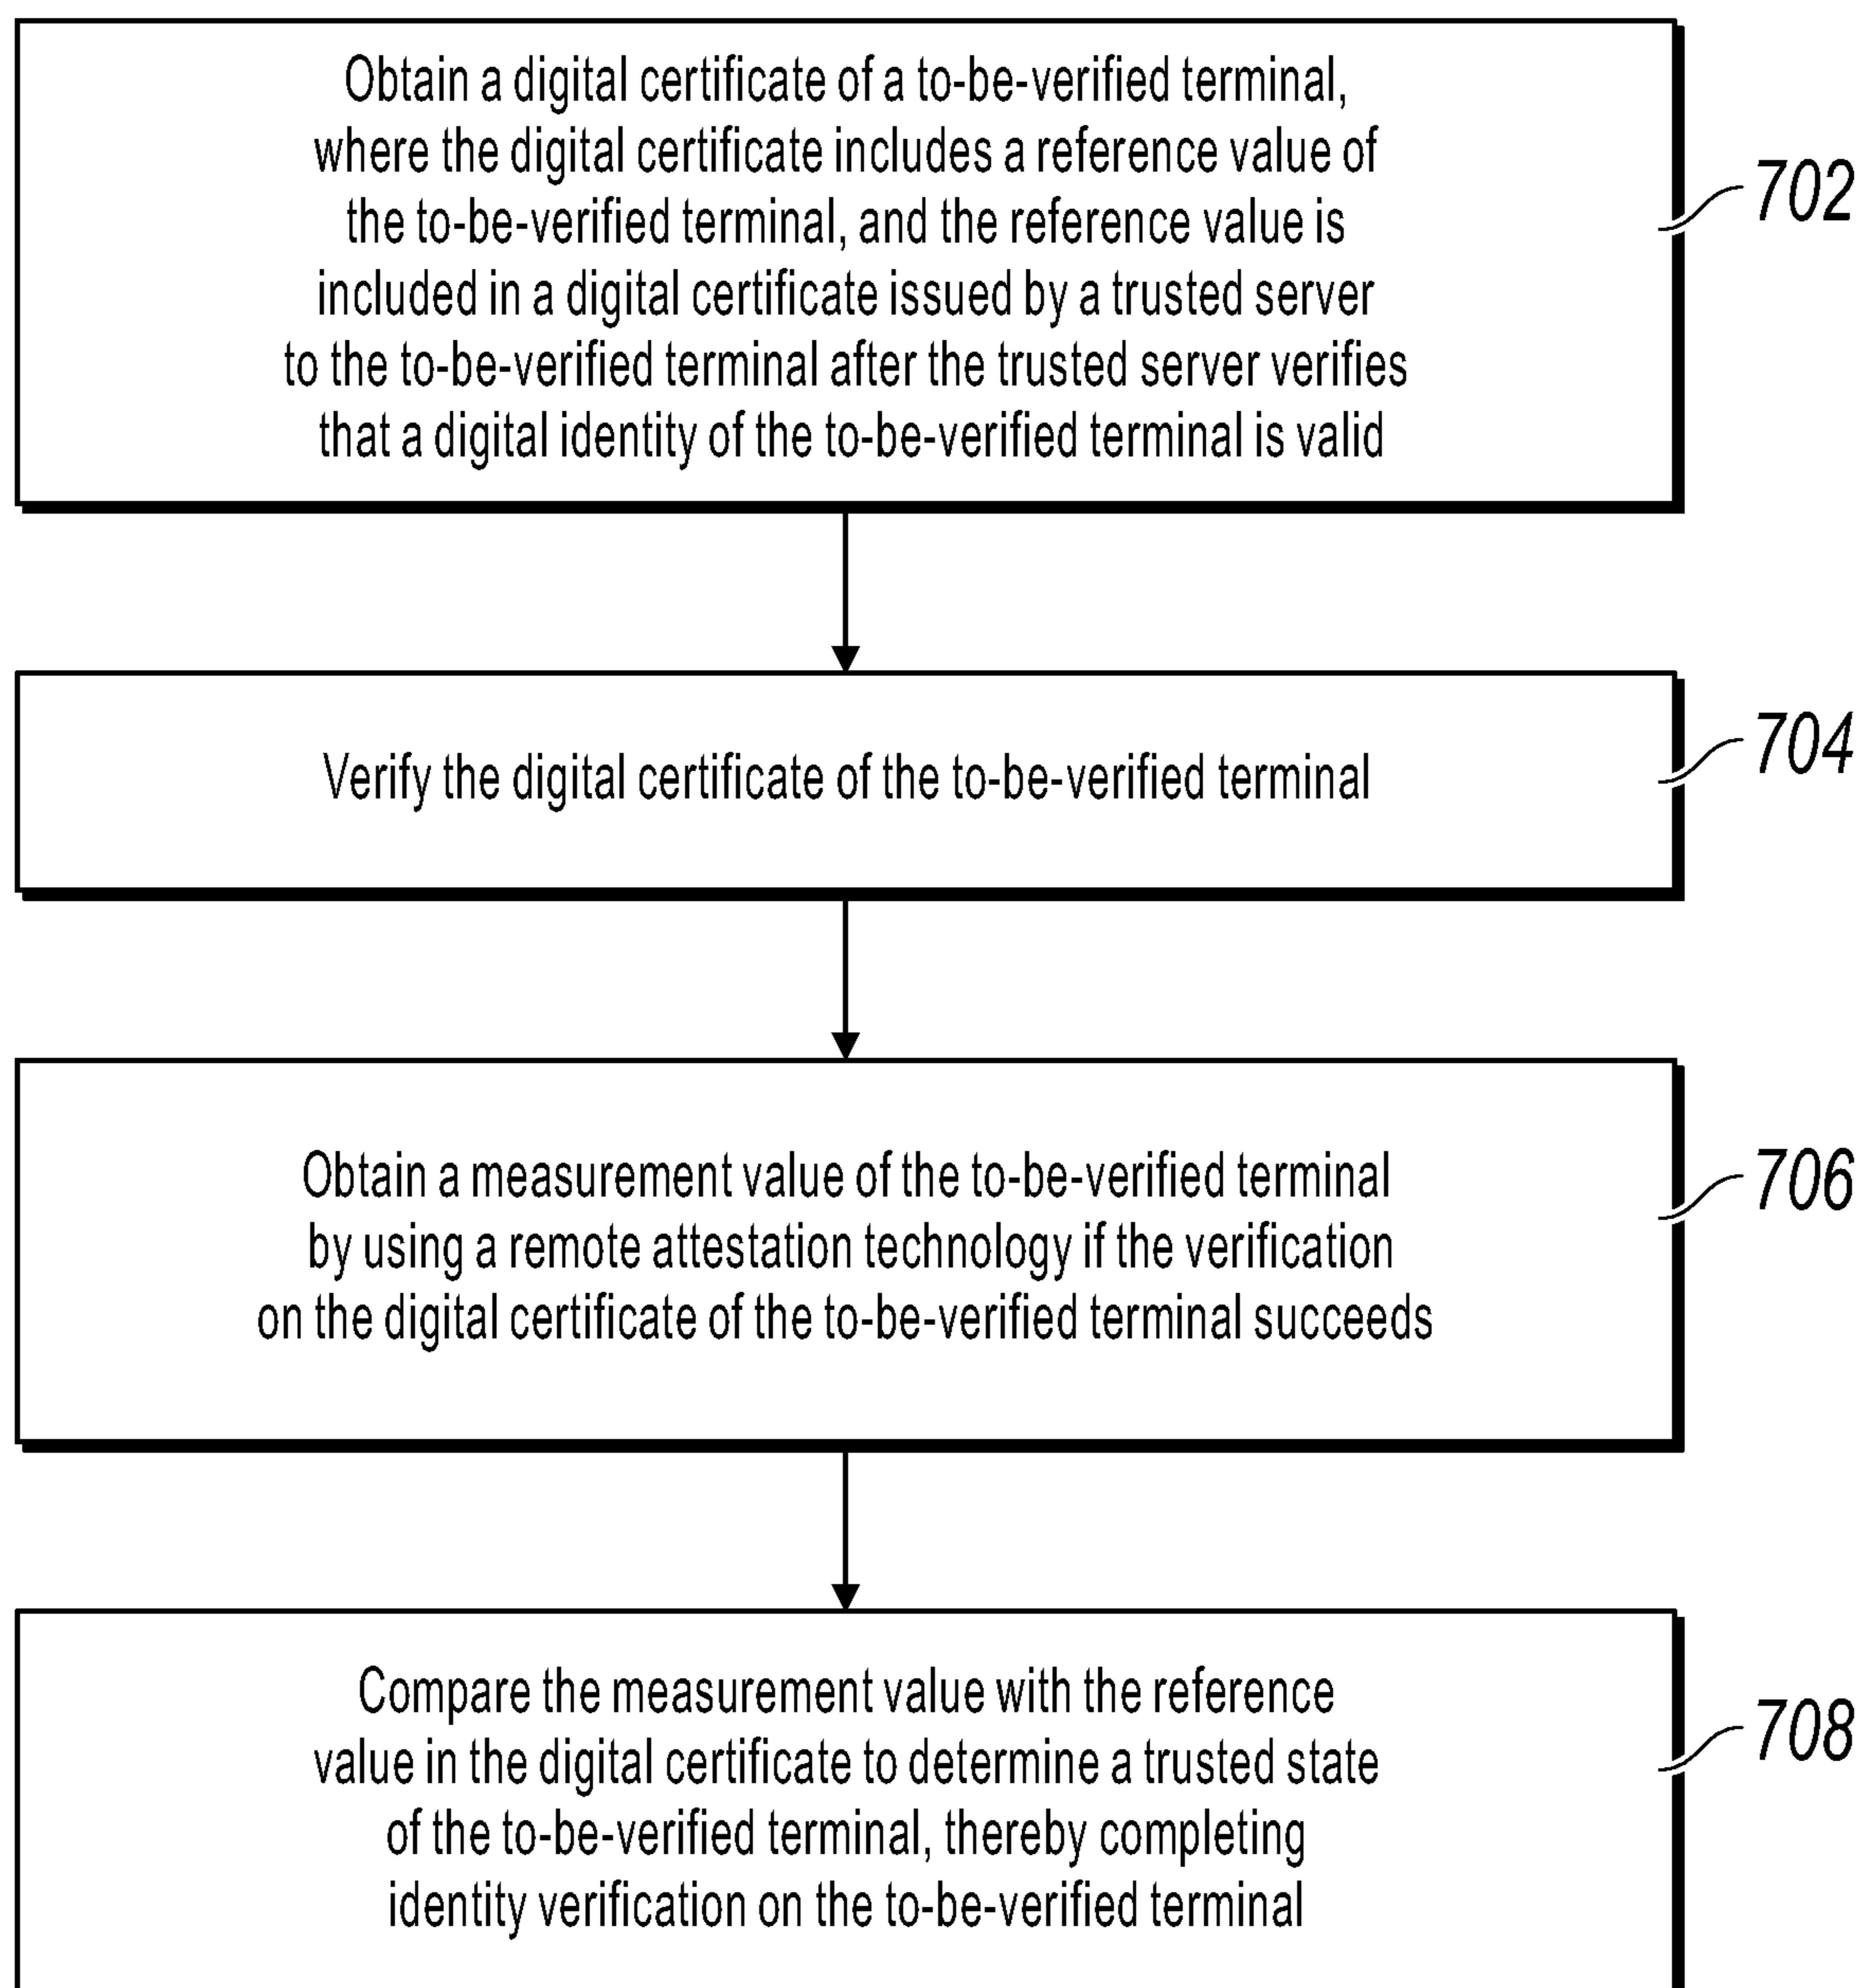 Obtain a digital certificate of a to-be-verified terminal,
where the digital certificate includes a reference value of
the to-be-verified terminal, and the reference value is
included in a digital certificate issued by a trusted server
to the to-be-verified terminal after the trusted server verifies
that a digital identity of the to-be-verified terminal is valid
702
Verify the digital certificate of the to-be-verified terminal
704
Obtain a measurement value of the to-be-verified terminal
by using a remote attestation technology if the verification
on the digital certificate of the to-be-verified terminal succeeds
706
Compare the measurement value with the reference
value in the digital certificate to determine a trusted state
of the to-be-verified terminal, thereby completing
identity verification on the to-be-verified terminal
708